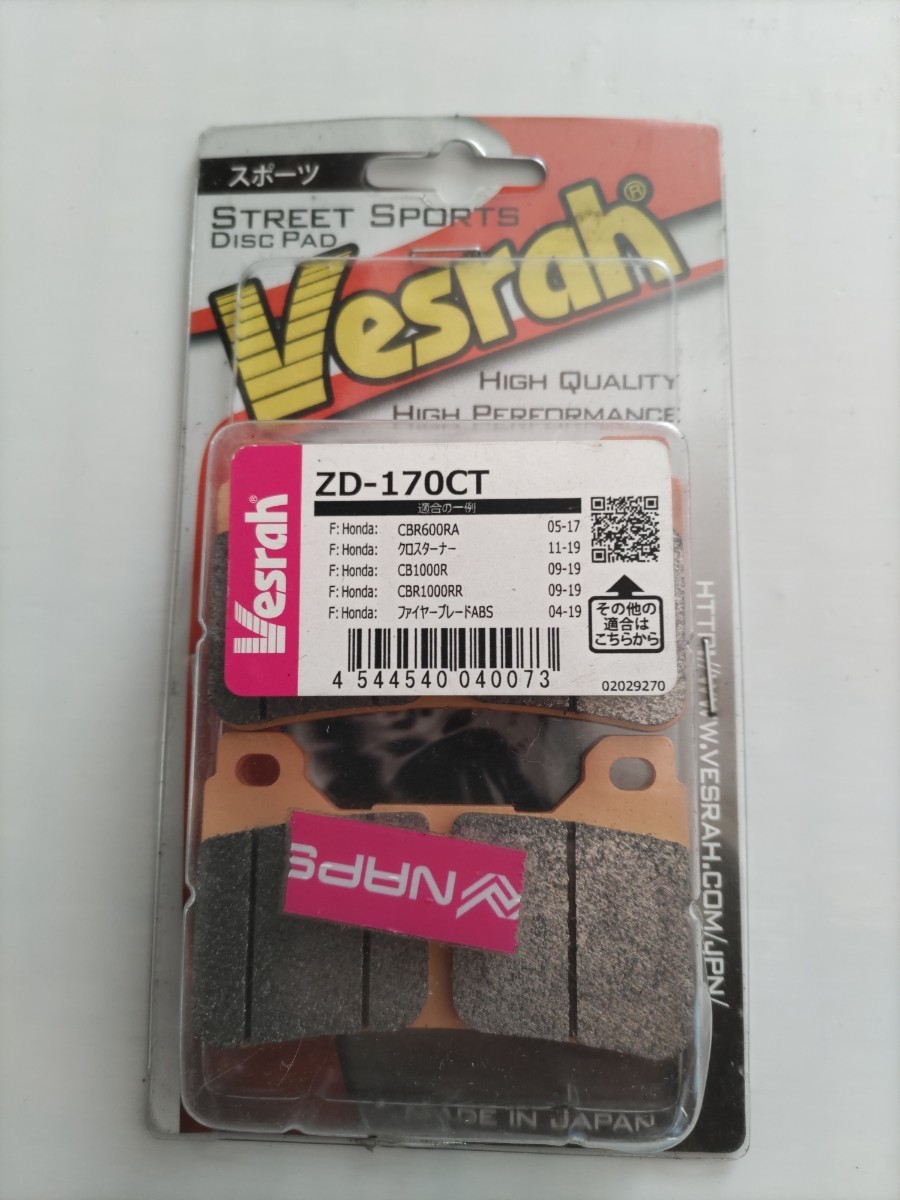 スポーツ
STREET SPORTS
DISC PAD
Vesrah®
HIGH QUALITY
HIGH PERFORMANCE
Vesrah®
ZD-170CT
適合の一例
F: Honda: CBR600RA 05-17
F: Honda: クロスターナー 11-19
F: Honda: CB1000R 09-19
F: Honda: CBR1000RR 09-19
F: Honda: ファイヤーブレードABS 04-19
その他の
適合は
こちらから
4 544540 040073
02029270
NAPS
HTTP://WWW.VESRAH.COM/JPN/
MADE IN JAPAN